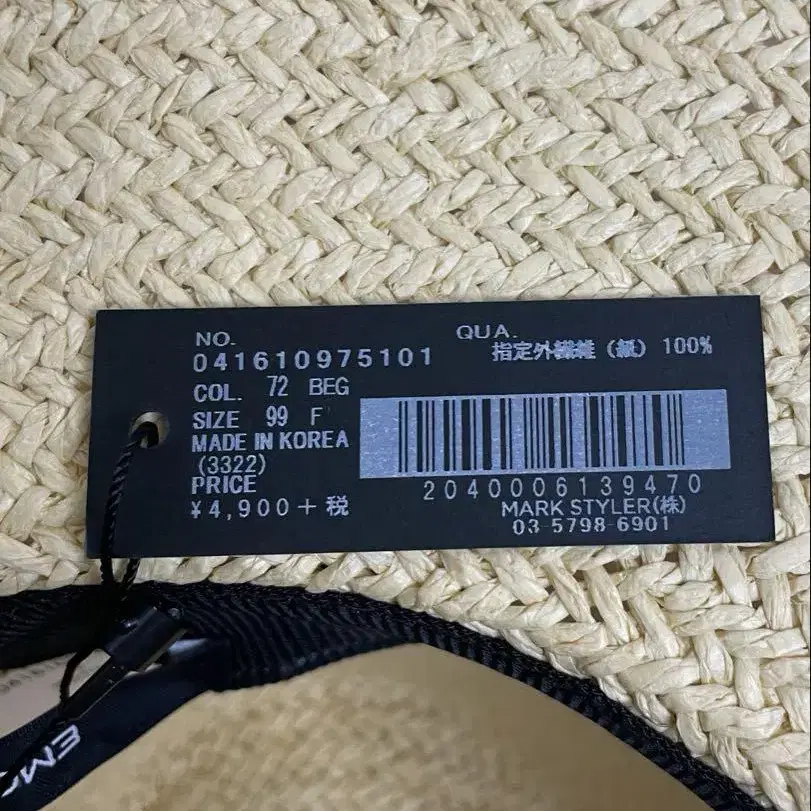 NO.
041610975101
COL. 72 BEG
SIZE 99 F
MADE IN KOREA
(3322)
PRICE
¥4,900+税
QUA.
指定外繊維(紙)100%
2040006139470
MARK STYLER(株)
03-5798-6901